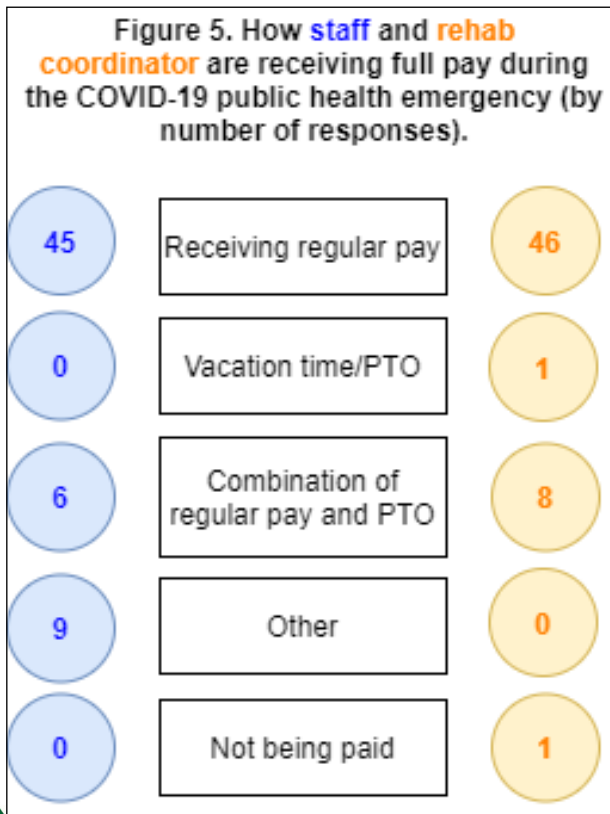 Figure 5. How staff and rehab
coordinator are receiving full pay during
the COVID-19 public health emergency (by
number of responses).
45
Receiving regular pay
46
0
Vacation time/PTO
1
6
Combination of
regular pay and PTO
8
9
Other
0
0
Not being paid
1